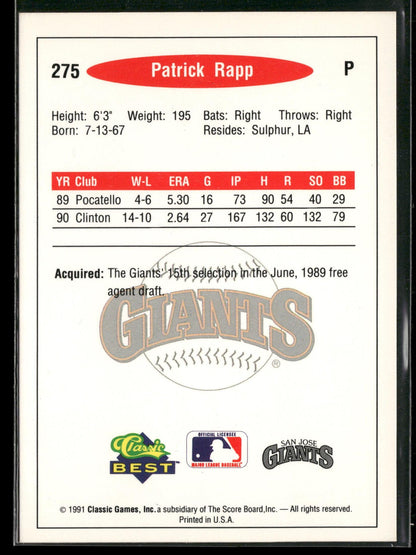 275 Patrick Rapp P
Height: 6'3" Weight: 195 Bats: Right Throws: Right
Born: 7-13-67 Resides: Sulphur, LA
YR Club W-L ERA G IP H R SO BB
89 Pocatello 4-6 5.30 16 73 90 54 40 29
90 Clinton 14-10 2.64 27 167 132 60 132 79
Acquired: The Giants' 15th selection in the June, 1989 free
agent draft.
GIANTS
®
Classic
BEST
OFFICIAL LICENSEE
MAJOR LEAGUE BASEBALL
SAN JOSE
GIANTS
© 1991 Classic Games, Inc. a subsidiary of The Score Board, Inc. — All rights reserved.
Printed in U.S.A.